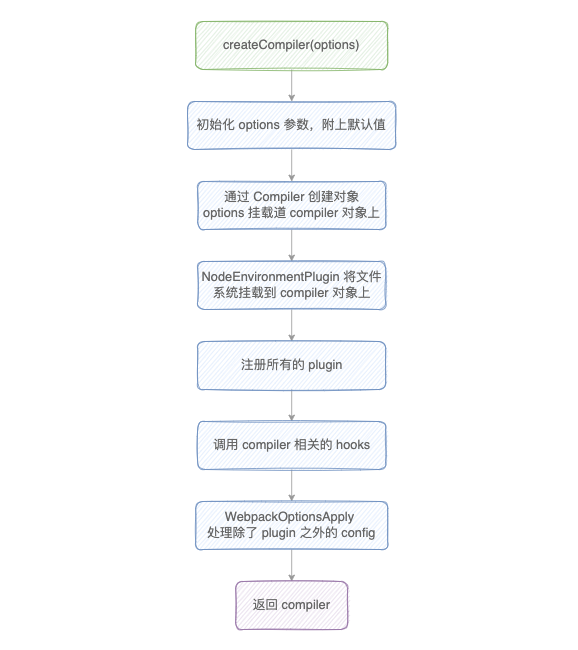 createCompiler(options)
初始化 options 参数，附上默认值
通过 Compiler 创建对象
options 挂载道 compiler 对象上
NodeEnvironmentPlugin 将文件
系统挂载到 compiler 对象上
注册所有的 plugin
调用 compiler 相关的 hooks
WebpackOptionsApply
处理除了 plugin 之外的 config
返回 compiler